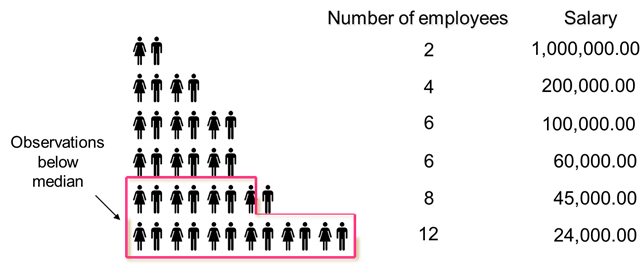 Number of employees Salary
2 1,000,000.00
4 200,000.00
6 100,000.00
6 60,000.00
8 45,000.00
12 24,000.00
Observations
below
median